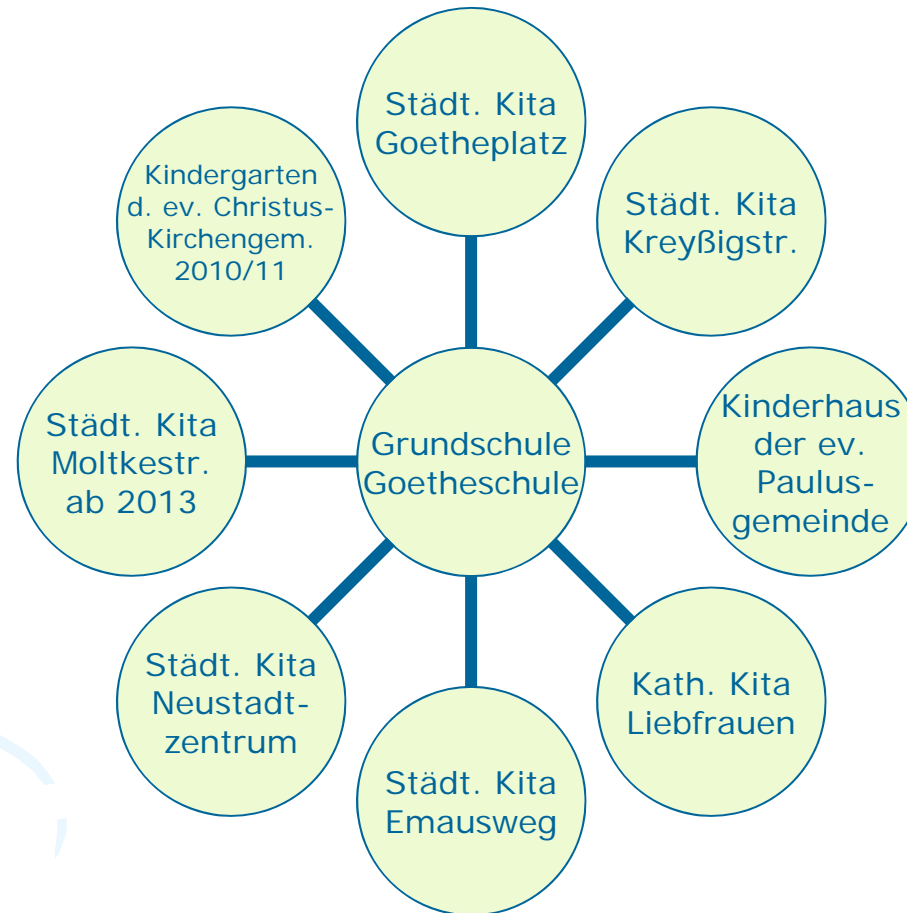 Städt. Kita
Goetheplatz
Kindergarten
d. ev. Christus-
Kirchengem.
2010/11
Städt. Kita
Kreyßigstr.
Städt. Kita
Moltkestr.
ab 2013
Grundschule
Goetheschule
Kinderhaus
der ev.
Paulus-
gemeinde
Städt. Kita
Neustadt-
zentrum
Kath. Kita
Liebfrauen
Städt. Kita
Emausweg